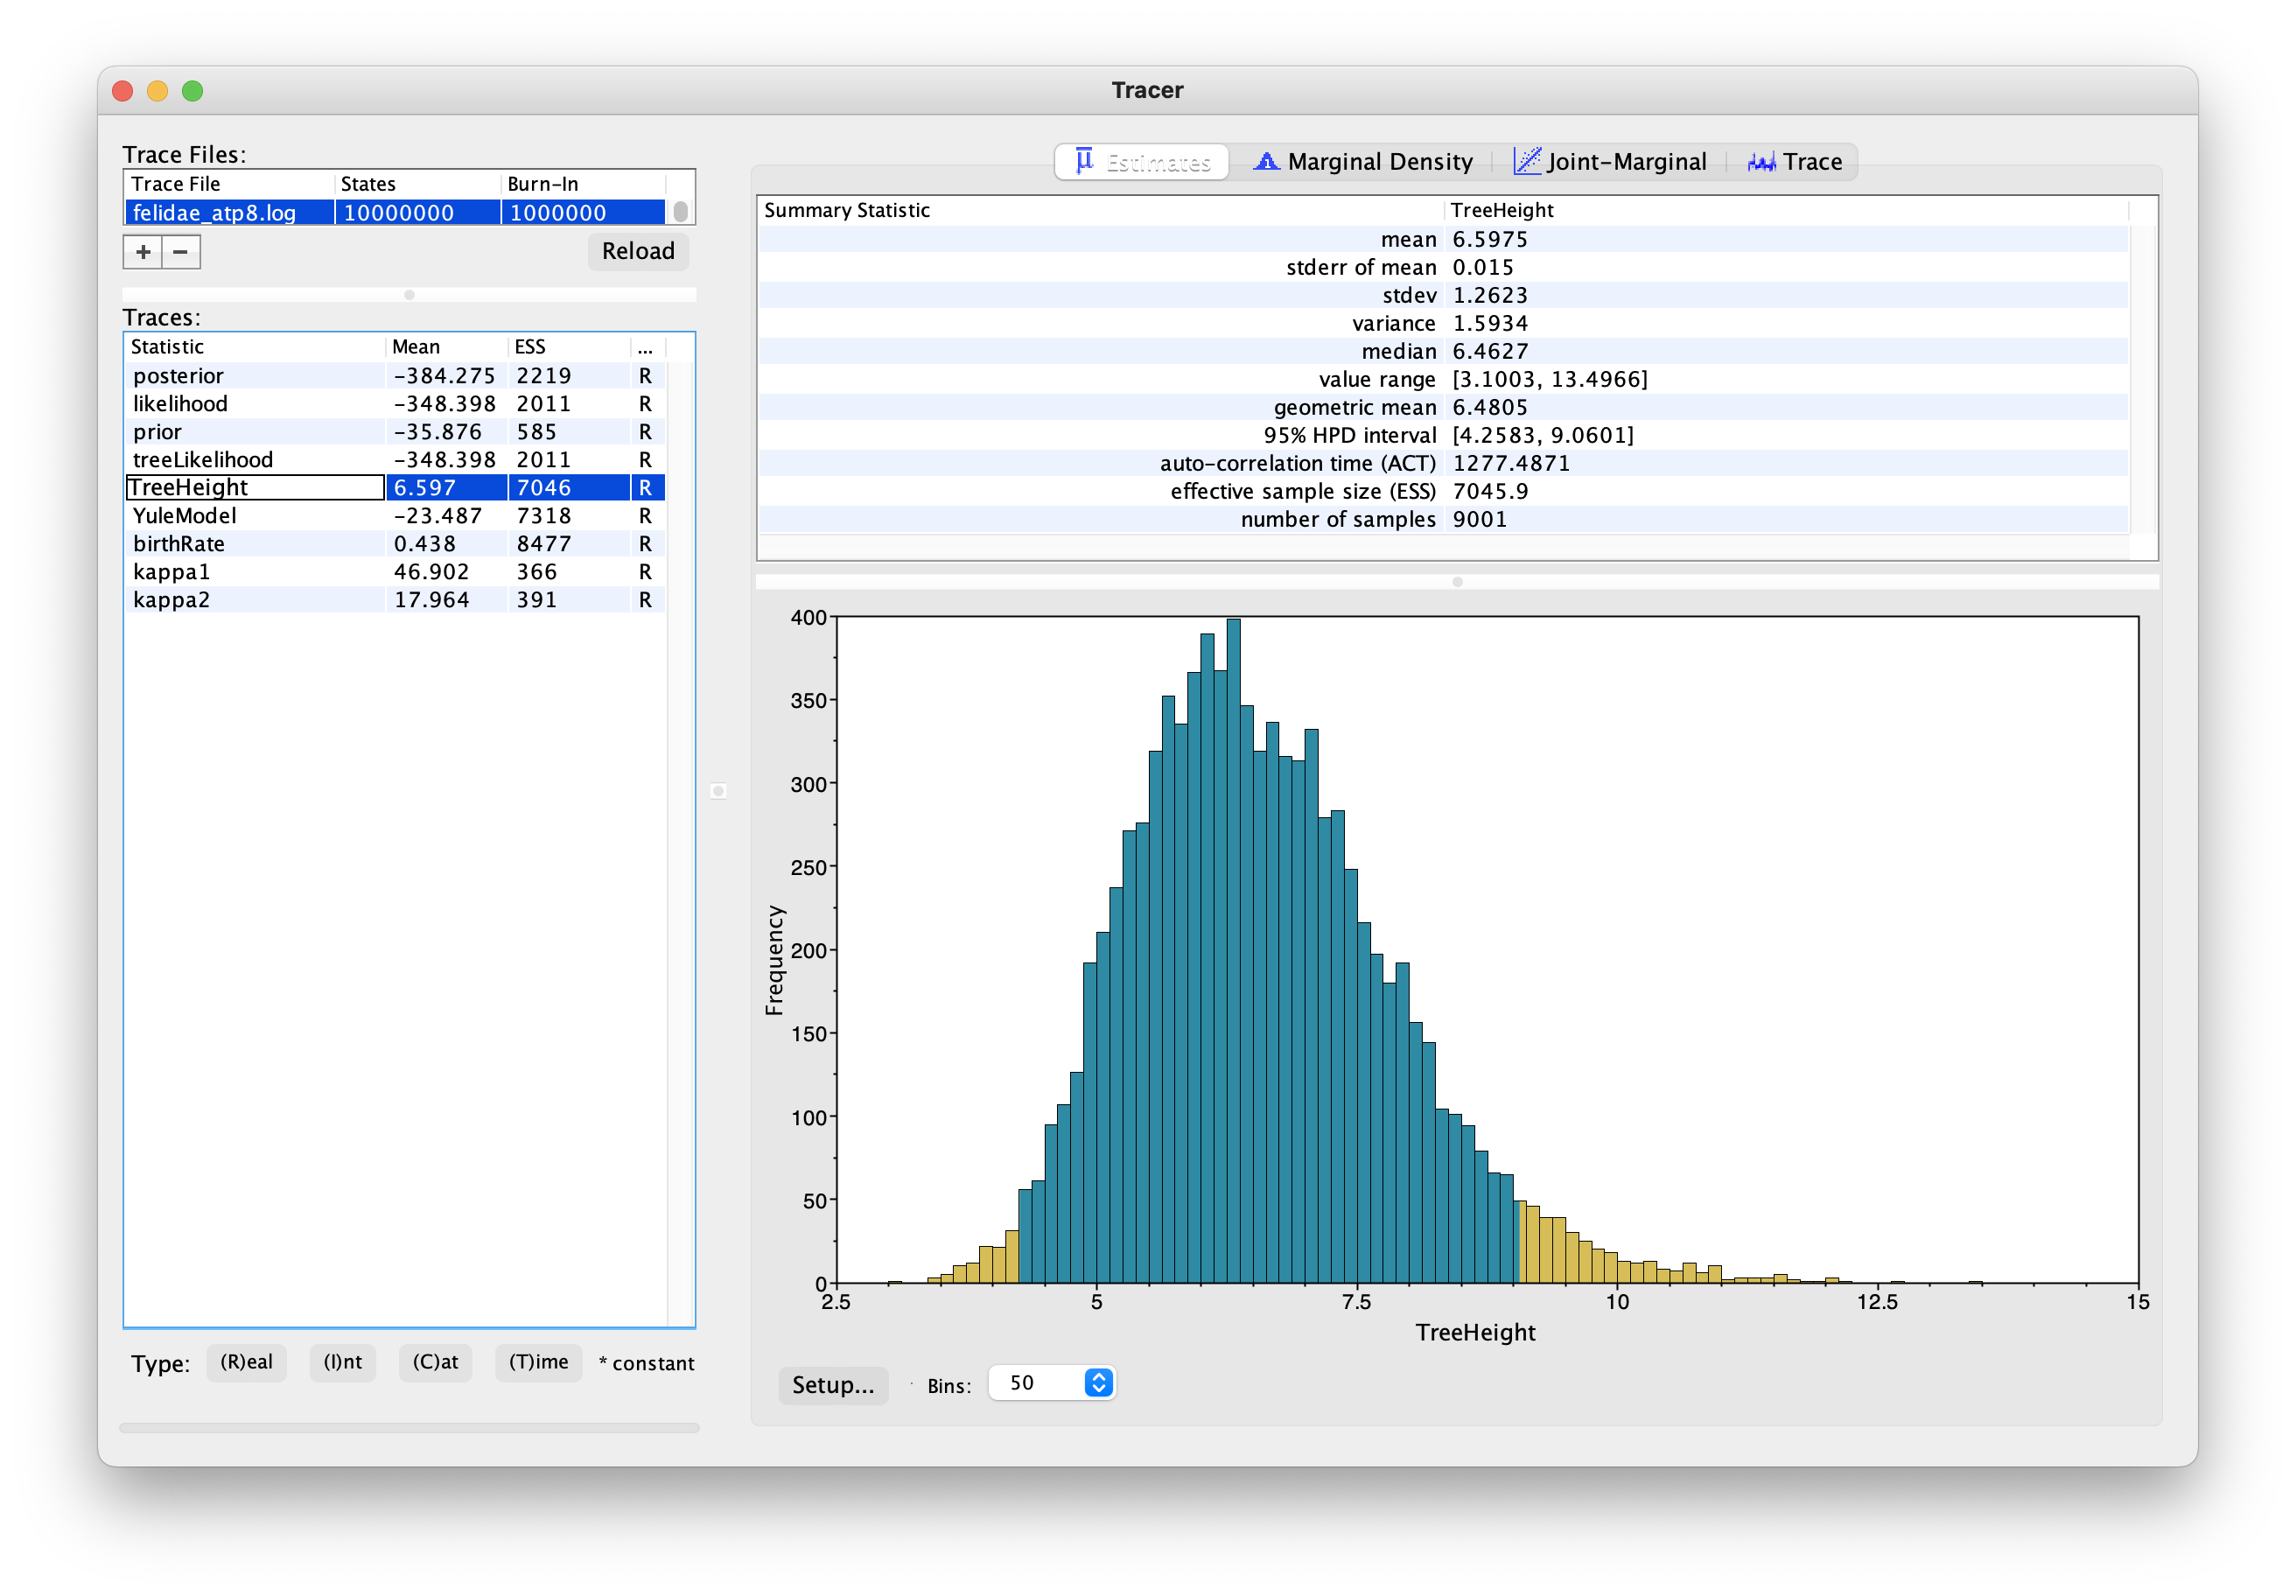 Tracer
Trace Files:
Trace File States Burn-In
felidae_atp8.log 10000000 1000000
+ −
Reload
Traces:
Statistic Mean ESS ...
posterior −384.275 2219 R
likelihood −348.398 2011 R
prior −35.876 585 R
treeLikelihood −348.398 2011 R
TreeHeight 6.597 7046 R
YuleModel −23.487 7318 R
birthRate 0.438 8477 R
kappa1 46.902 366 R
kappa2 17.964 391 R
Type: (R)eal (I)nt (C)at (T)ime * constant
Estimates Marginal Density Joint-Marginal Trace
Summary Statistic TreeHeight
mean 6.5975
stderr of mean 0.015
stdev 1.2623
variance 1.5934
median 6.4627
value range [3.1003, 13.4966]
geometric mean 6.4805
95% HPD interval [4.2583, 9.0601]
auto-correlation time (ACT) 1277.4871
effective sample size (ESS) 7045.9
number of samples 9001
400
350
300
250
200
150
100
50
0
Frequency
2.5 5 7.5 10 12.5 15
TreeHeight
Setup... Bins: 50